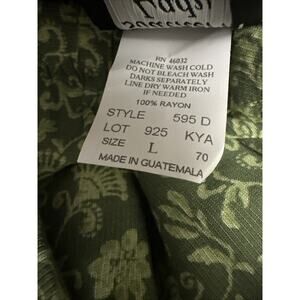 RN 46032
MACHINE WASH COLD
DO NOT BLEACH WASH
DARKS SEPARATELY
LINE DRY WARM IRON
IF NEEDED
100% RAYON
STYLE 595 D
LOT 925 KYA
SIZE L 70
MADE IN GUATEMALA